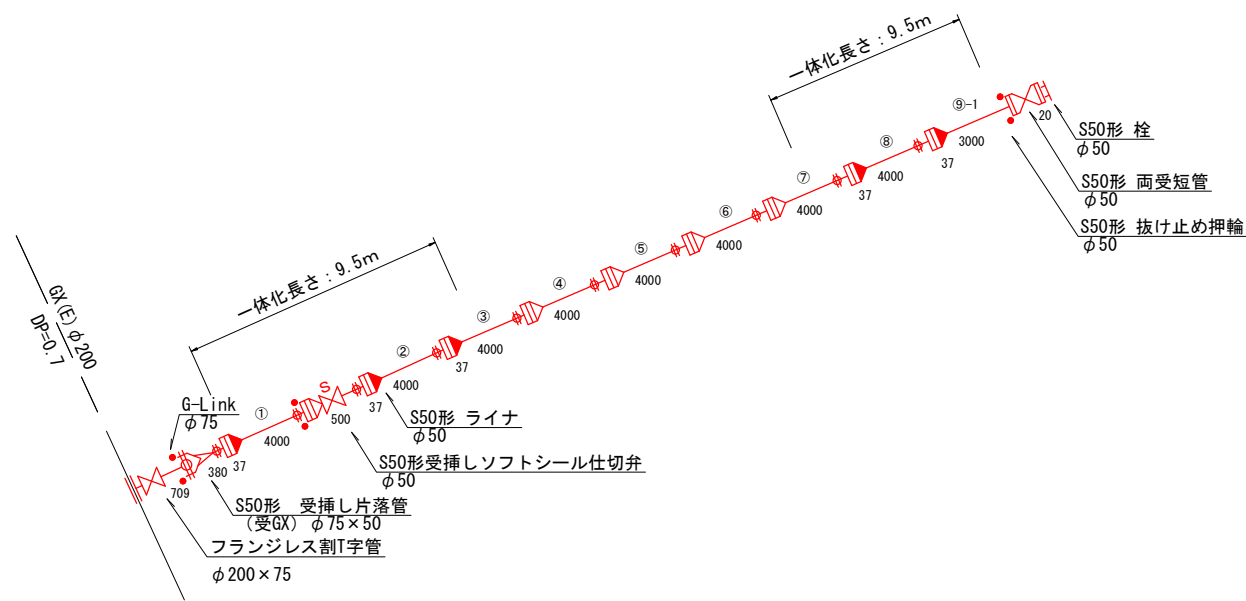 一体化長さ：9.5m
⑨-1
3000
20
S50形 栓
φ50
S50形 両受短管
φ50
S50形 抜け止め押輪
φ50
37
⑧
4000
37
⑦
4000
⑥
4000
⑤
4000
④
4000
③
4000
37
一体化長さ：9.5m
②
4000
37
S50形 ライナ
φ50
S
500
S50形受挿しソフトシール仕切弁
φ50
①
4000
37
G-Link
φ75
380
709
S50形　受挿し片落管
（受GX） φ75×50
フランジレス割T字管
φ200×75
GX(E) φ200
DP=0.7